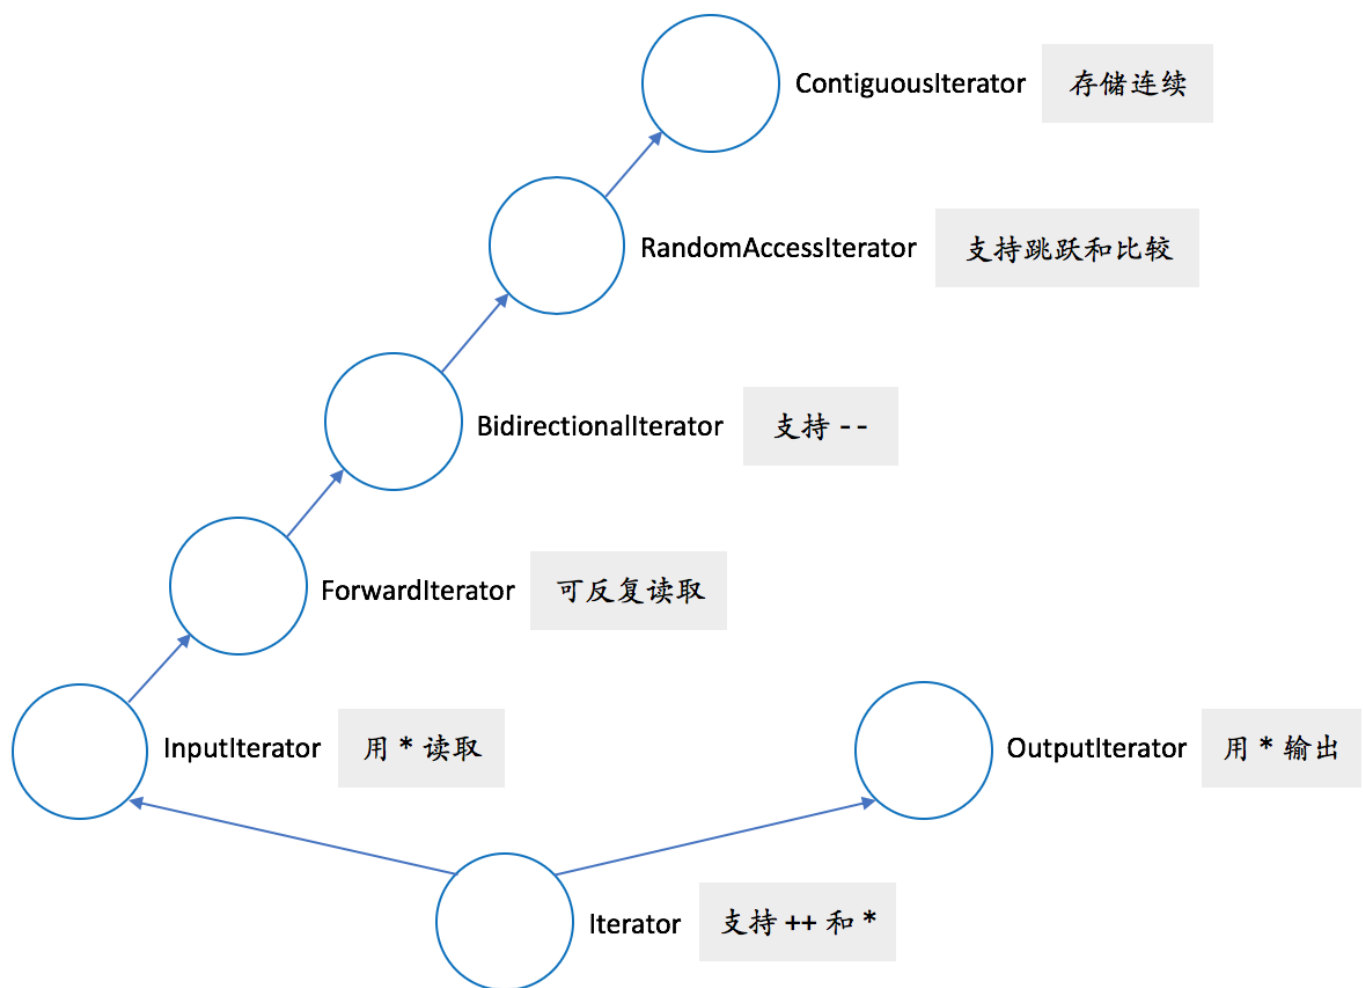 ContiguousIterator 存储连续
RandomAccessIterator 支持跳跃和比较
BidirectionalIterator 支持 --
ForwardIterator 可反复读取
InputIterator 用 * 读取
OutputIterator 用 * 输出
Iterator 支持 ++ 和 *